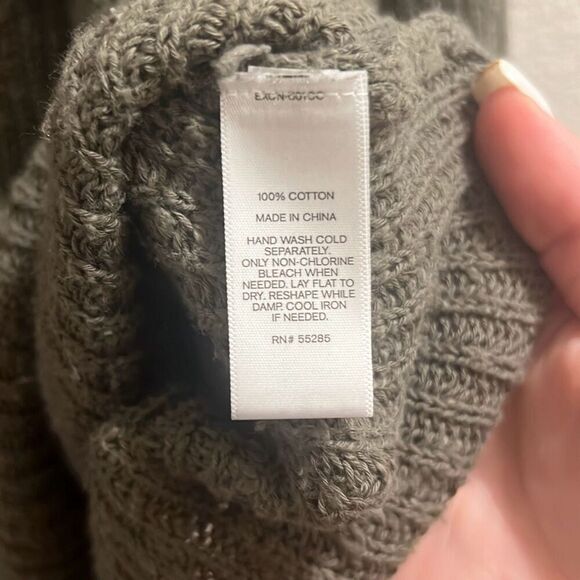 100% COTTON
MADE IN CHINA
HAND WASH COLD
SEPARATELY.
ONLY NON-CHLORINE
BLEACH WHEN
NEEDED. LAY FLAT TO
DRY. RESHAPE WHILE
DAMP. COOL IRON
IF NEEDED.
RN# 55285